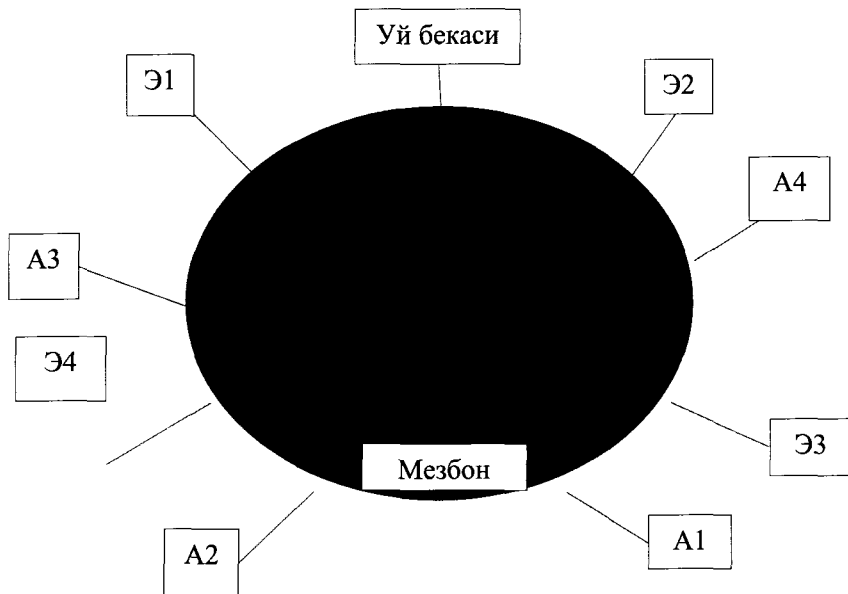 Уй бекаси
Э1
Э2
А4
А3
Э4
Э3
Мезбон
А2
А1